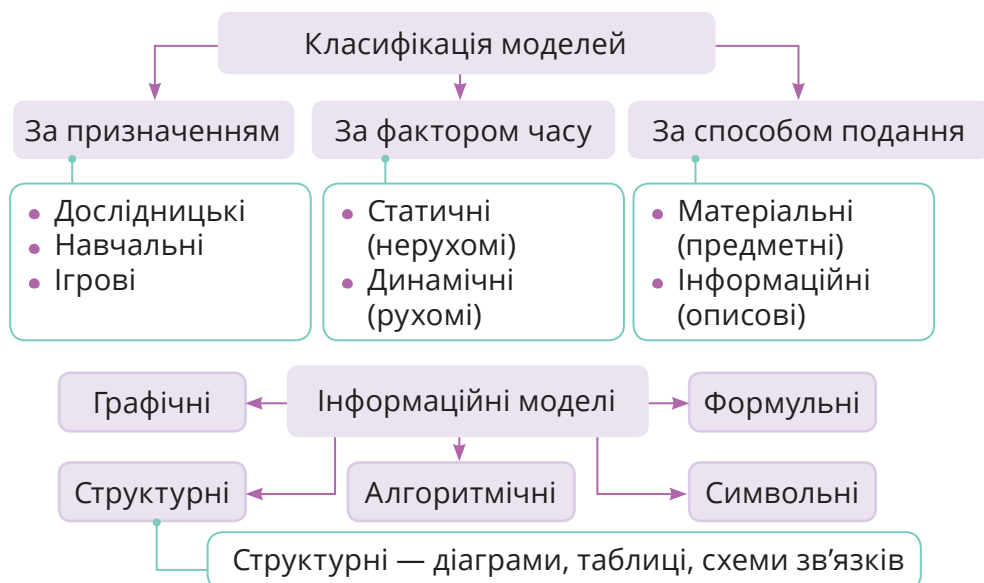 Класифікація моделей
За призначенням
За фактором часу
За способом подання
• Дослідницькі
• Навчальні
• Ігрові
• Статичні
(нерухомі)
• Динамічні
(рухомі)
• Матеріальні
(предметні)
• Інформаційні
(описові)
Графічні
Інформаційні моделі
Формульні
Структурні
Алгоритмічні
Символьні
Структурні — діаграми, таблиці, схеми зв’язків